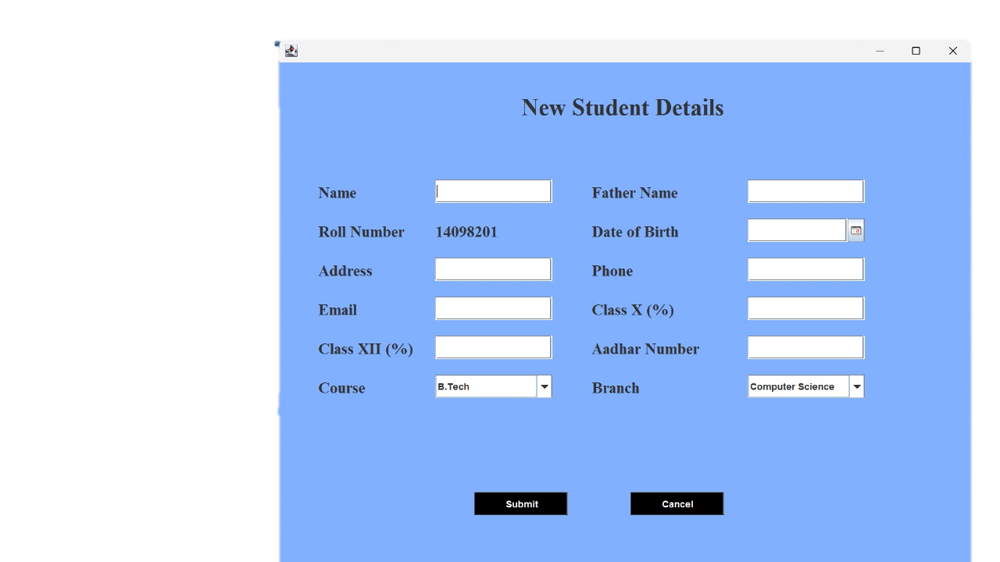 New Student Details
Name Father Name
Roll Number 14098201 Date of Birth
Address Phone
Email Class X (%)
Class XII (%) Aadhar Number
Course B.Tech Branch Computer Science
Submit Cancel